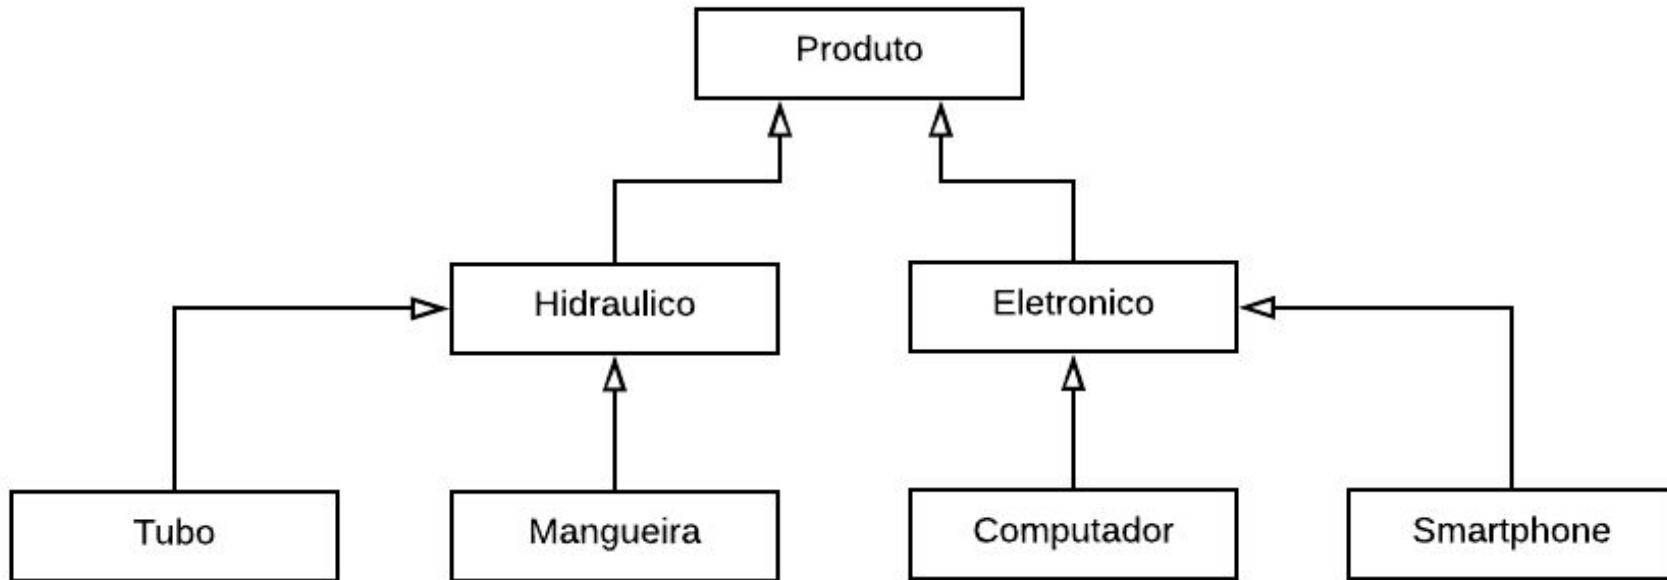 Produto
Hidraulico
Eletronico
Tubo
Mangueira
Computador
Smartphone